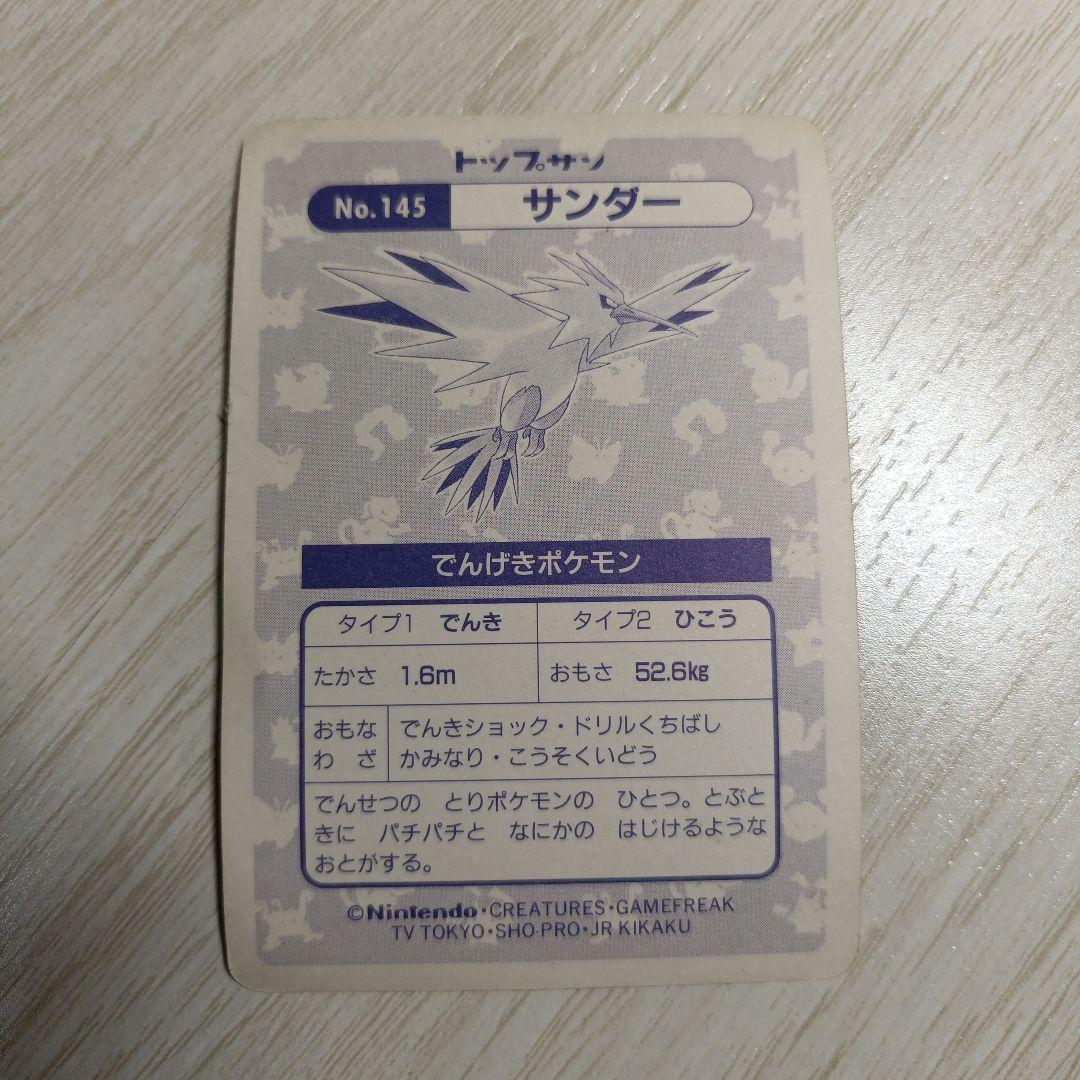 トップサン
No.145 サンダー
でんげきポケモン
タイプ1 でんき タイプ2 ひこう
たかさ 1.6m おもさ 52.6kg
おもな でんきショック・ドリルくちばし
わ ざ かみなり・こうそくいどう
でんせつの とりポケモンの ひとつ。とぶと
きに パチパチと なにかの はじけるような
おとがする。
©Nintendo・CREATURES・GAMEFREAK
TV TOKYO・SHO-PRO・JR KIKAKU